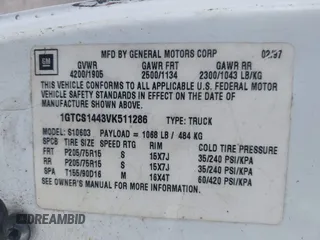 GM
MFD BY GENERAL MOTORS CORP 02/97
GVWR GAWR FRT GAWR RR
4200/1905 2500/1134 2300/1043 LB/KG
THIS VEHICLE CONFORMS TO ALL APPLICABLE U.S. FEDERAL MOTOR
VEHICLE SAFETY STANDARDS IN EFFECT ON THE DATE OF
MANUFACTURE SHOWN ABOVE.
1GTCS1443VK511286 TYPE: TRUCK
MODEL: S10603 PAYLOAD = 1068 LB / 484 KG
SPCB TIRE SIZE SPEED RTG RIM COLD TIRE PRESSURE
FRT P205/75R15 S 15X7J 35/240 PSI/KPA
RR P205/75R15 S 15X7J 35/240 PSI/KPA
SPA T155/90D16 M 16X4T 60/420 PSI/KPA
SEE OWNER'S MANUAL FOR MORE INFORMATION.
DRIVEBIDRIVE